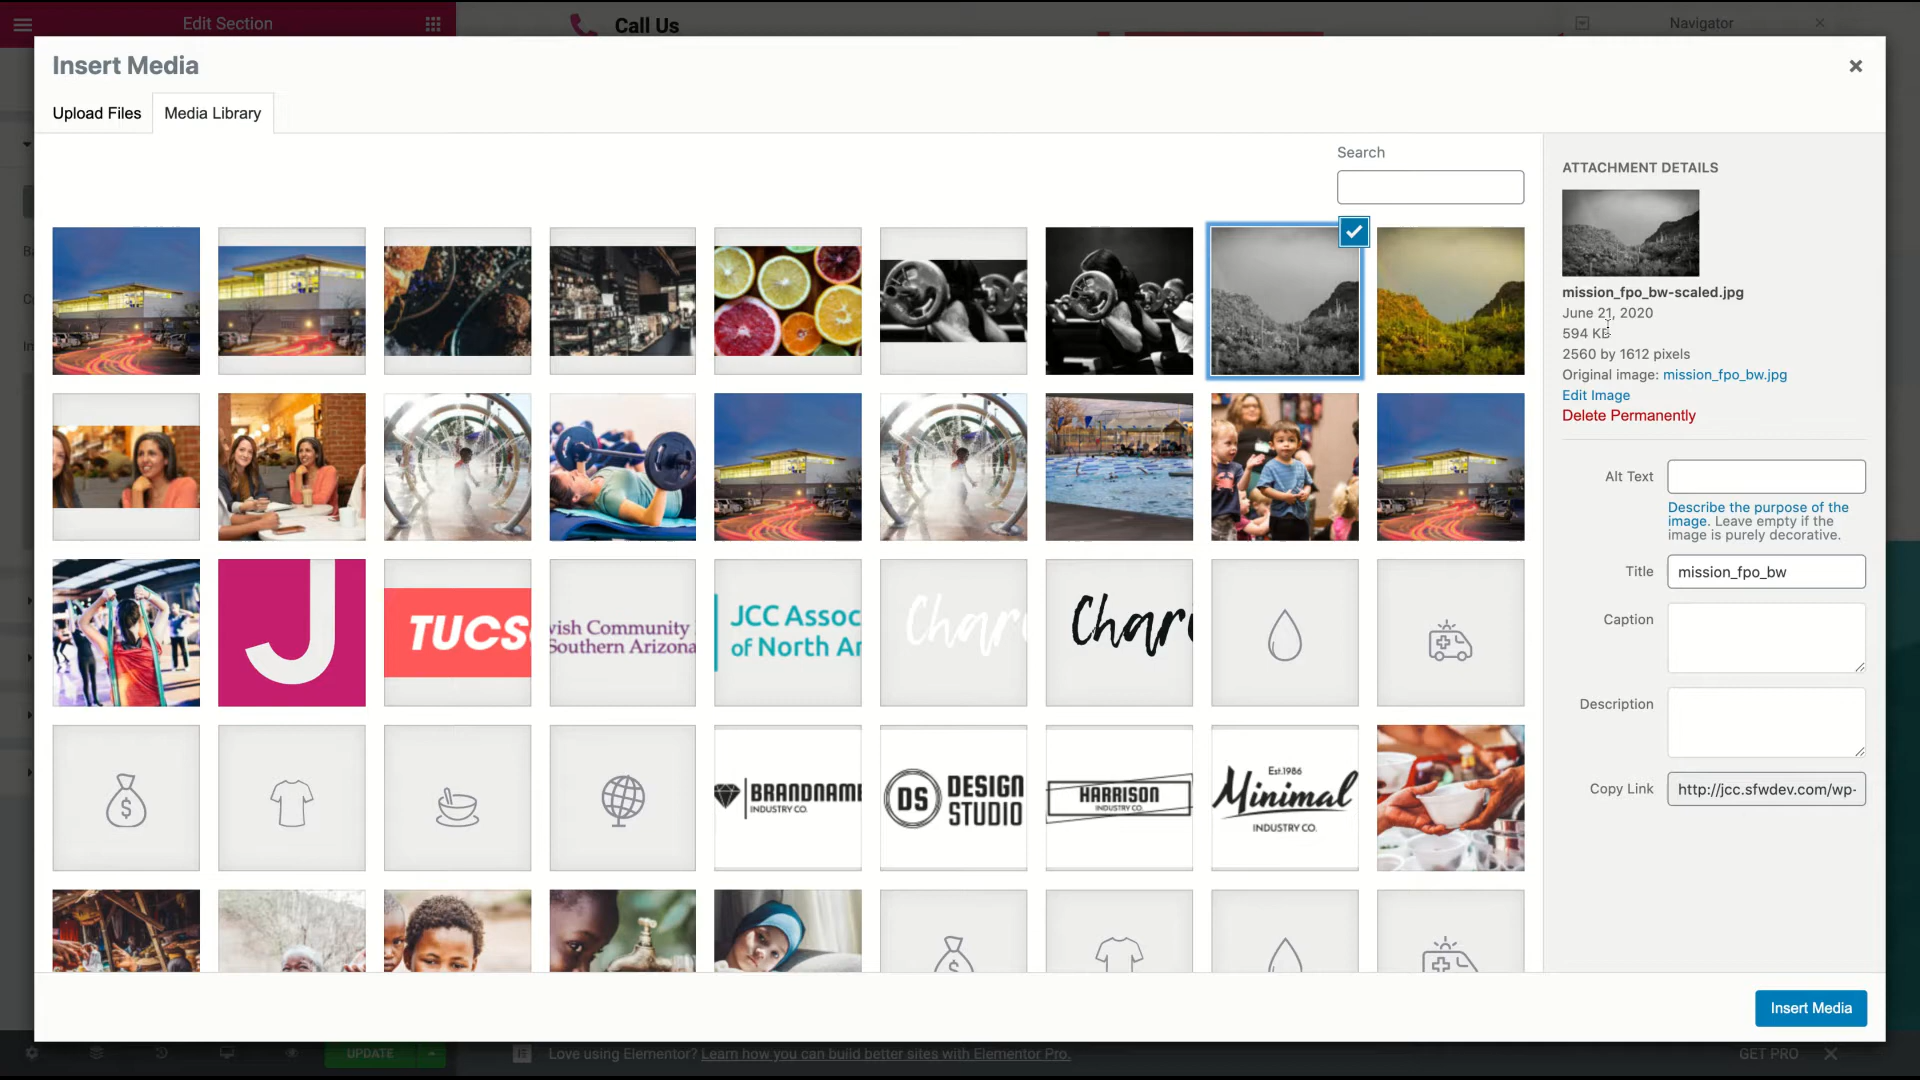 Edit Section
Call Us
Navigator
Insert Media
Upload Files
Media Library
Search
ATTACHMENT DETAILS
mission_fpo_bw-scaled.jpg
June 21, 2020
594 KB
2560 by 1612 pixels
Original image: mission_fpo_bw.jpg
Edit Image
Delete Permanently
Alt Text
Describe the purpose of the
image. Leave empty if the
image is purely decorative.
Title
mission_fpo_bw
Caption
Description
Copy Link
http://jcc.sfwdev.com/wp-
J
TUCS
vish Community
Southern Arizona
JCC Assoc
of North Ar
Chari
Chari
$
BRANDNAME
INDUSTRY CO.
DS
DESIGN
STUDIO
HARRISON
INDUSTRY CO.
Est.1986
Minimal
INDUSTRY CO.
$
Insert Media
UPDATE
Love using Elementor? Learn how you can build better sites with Elementor Pro.
GET PRO